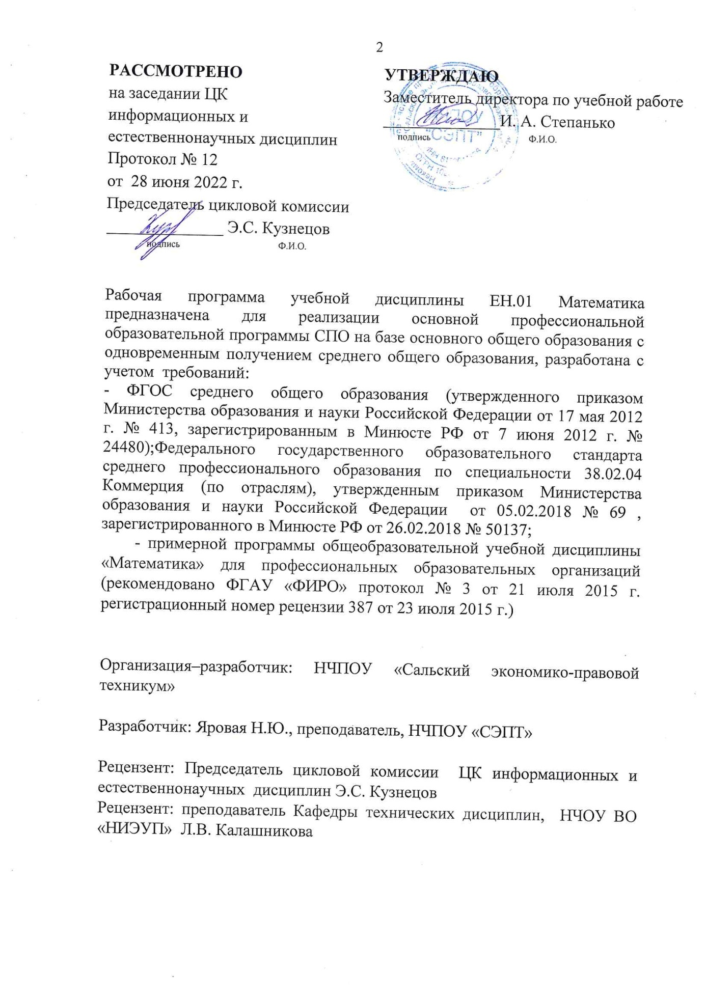 2
РАССМОТРЕНО
на заседании ЦК
информационных и
естественнонаучных дисциплин
Протокол № 12
от 28 июня 2022 г.
Председатель цикловой комиссии
Э.С. Кузнецов
подпись Ф.И.О.
УТВЕРЖДАЮ
Заместитель директора по учебной работе
И. А. Степанько
подпись Ф.И.О.
"СЭПТ"
Рабочая программа учебной дисциплины ЕН.01 Математика
предназначена для реализации основной профессиональной
образовательной программы СПО на базе основного общего образования с
одновременным получением среднего общего образования, разработана с
учетом требований:
- ФГОС среднего общего образования (утвержденного приказом
Министерства образования и науки Российской Федерации от 17 мая 2012
г. № 413, зарегистрированным в Минюсте РФ от 7 июня 2012 г. №
24480);Федерального государственного образовательного стандарта
среднего профессионального образования по специальности 38.02.04
Коммерция (по отраслям), утвержденным приказом Министерства
образования и науки Российской Федерации от 05.02.2018 № 69 ,
зарегистрированного в Минюсте РФ от 26.02.2018 № 50137;
- примерной программы общеобразовательной учебной дисциплины
«Математика» для профессиональных образовательных организаций
(рекомендовано ФГАУ «ФИРО» протокол № 3 от 21 июля 2015 г.
регистрационный номер рецензии 387 от 23 июля 2015 г.)
Организация–разработчик: НЧПОУ «Сальский экономико-правовой
техникум»
Разработчик: Яровая Н.Ю., преподаватель, НЧПОУ «СЭПТ»
Рецензент: Председатель цикловой комиссии ЦК информационных и
естественнонаучных дисциплин Э.С. Кузнецов
Рецензент: преподаватель Кафедры технических дисциплин, НЧОУ ВО
«НИЭУП» Л.В. Калашникова